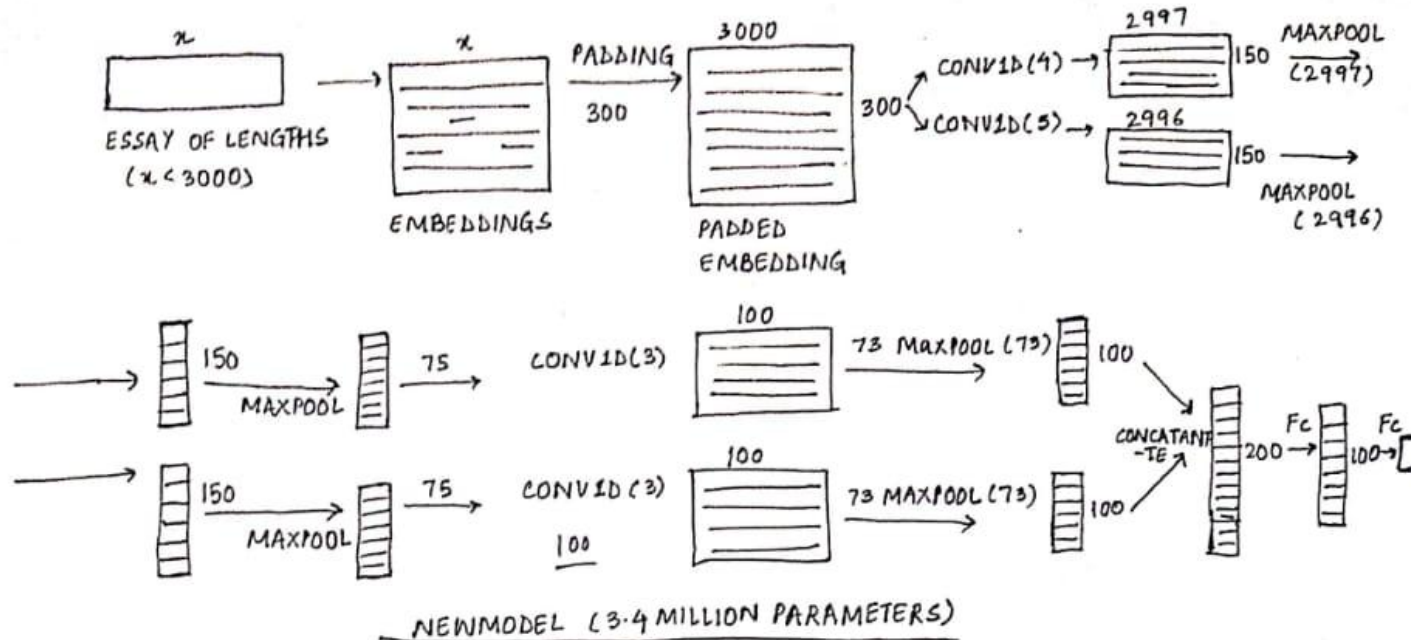 x
ESSAY OF LENGTHS
(x < 3000)
x
EMBEDDINGS
PADDING
300
3000
PADDED
EMBEDDING
300
CONV1D(4)
CONV1D(5)
2997
150
MAXPOOL
(2997)
2996
150
MAXPOOL
(2996)
150
MAXPOOL
75
CONV1D(3)
100
73 MAXPOOL (73)
100
150
MAXPOOL
75
CONV1D(3)
100
100
73 MAXPOOL (73)
100
CONCATANA
-TE
200
Fc
100
Fc
NEWMODEL (3.4 MILLION PARAMETERS)